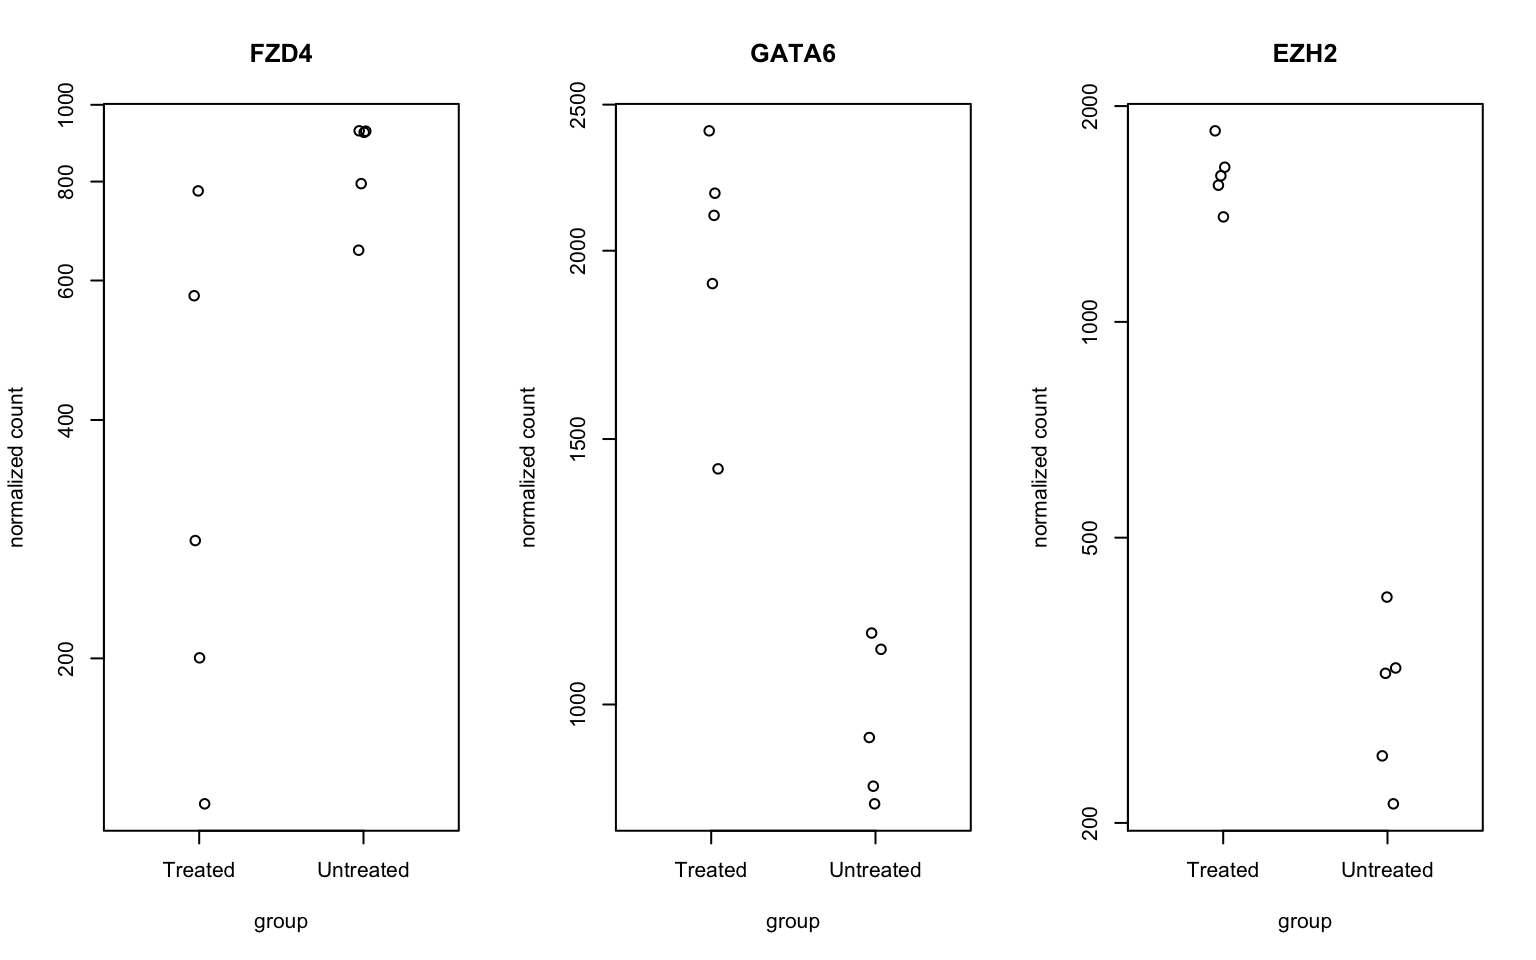 FZD4
1000
800
600
400
200
normalized count
Treated Untreated
group
GATA6
2500
2000
1500
1000
normalized count
Treated Untreated
group
EZH2
2000
1000
500
200
normalized count
Treated Untreated
group